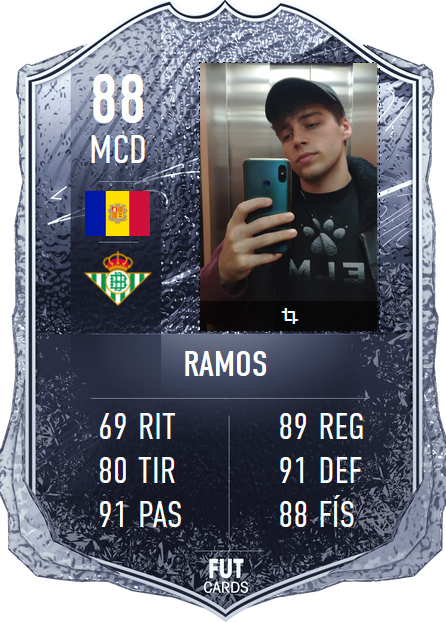 88
MCD
RAMOS
69 RIT
80 TIR
91 PAS
89 REG
91 DEF
88 FÍS
FUT
CARDS